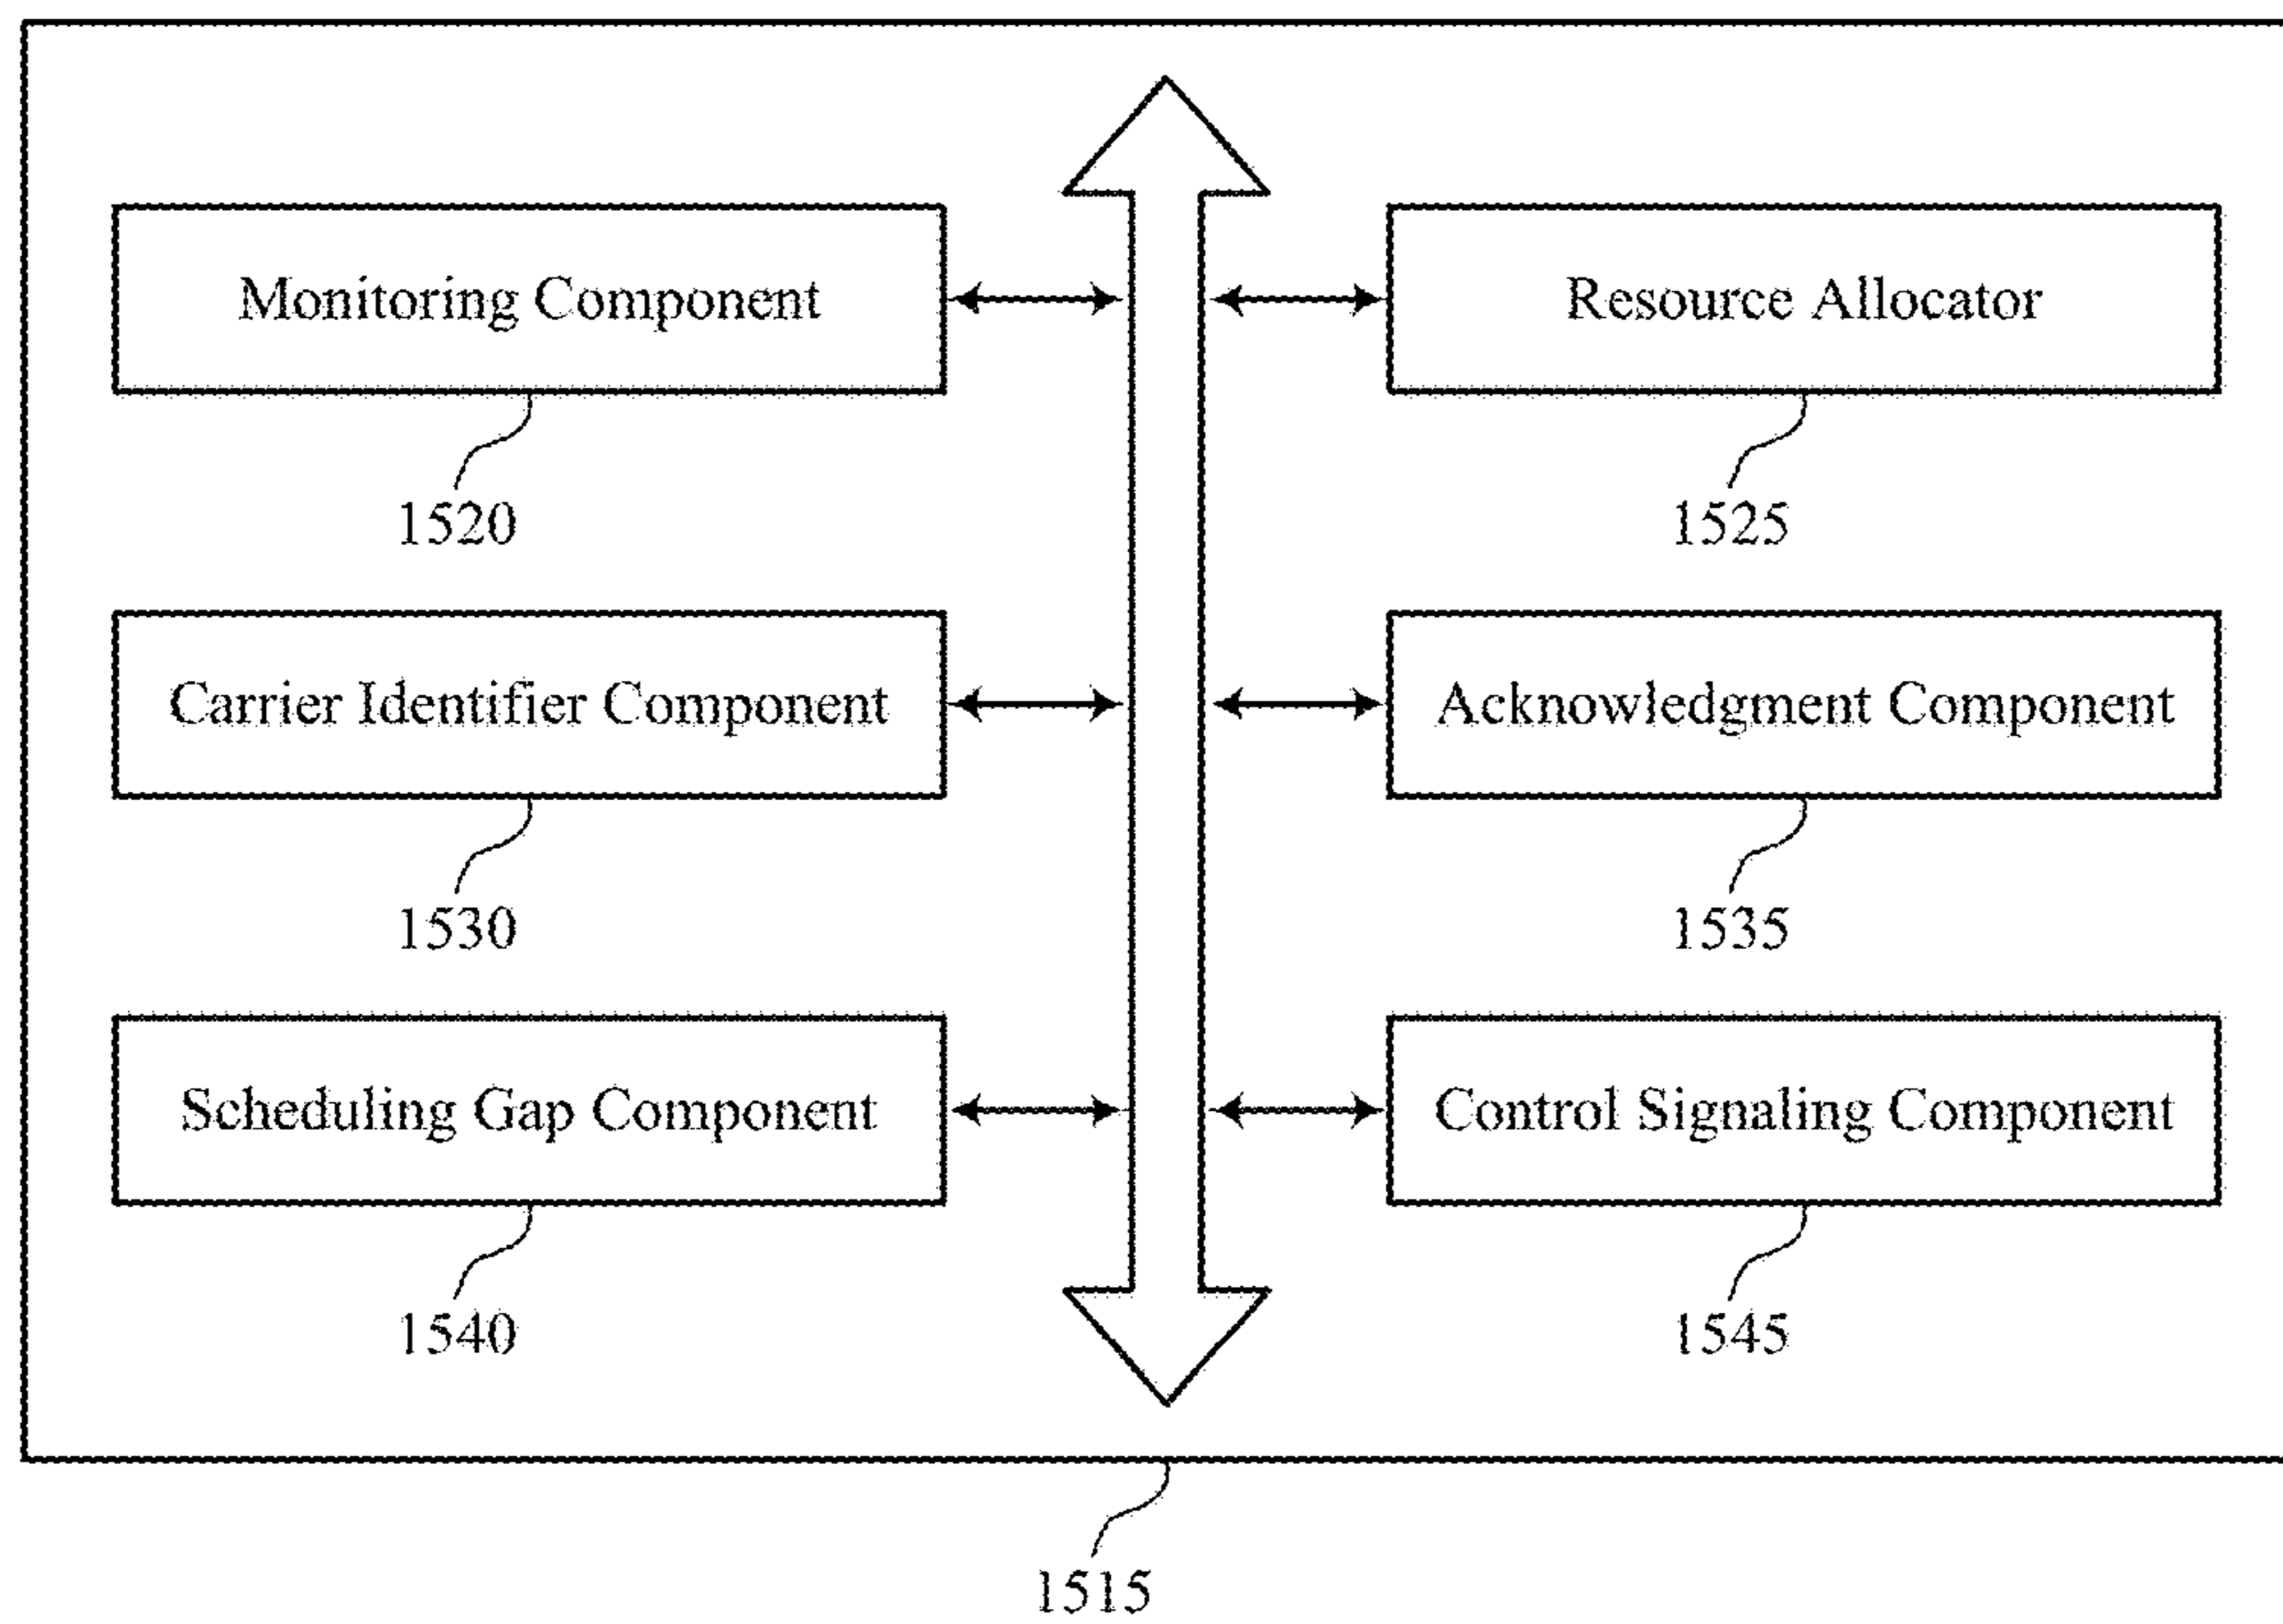 Monitoring Component
Resource Allocator
1520
1525
Carrier Identifier Component
Acknowledgment Component
1530
1535
Scheduling Gap Component
Control Signaling Component
1540
1545
1515